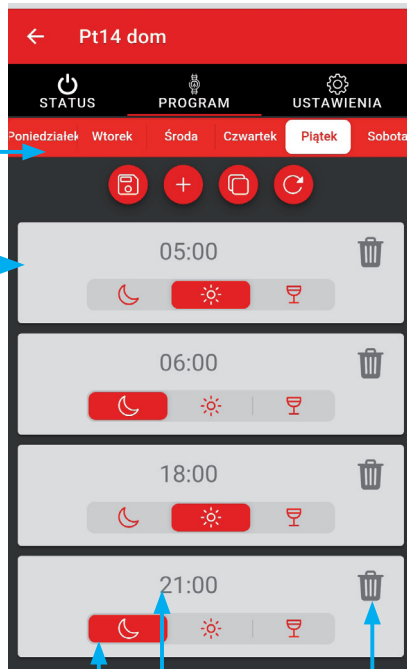 Pt14 dom
STATUS PROGRAM USTAWIENIA
Poniedziałek Wtorek Środa Czwartek Piątek Sobota
05:00
06:00
18:00
21:00